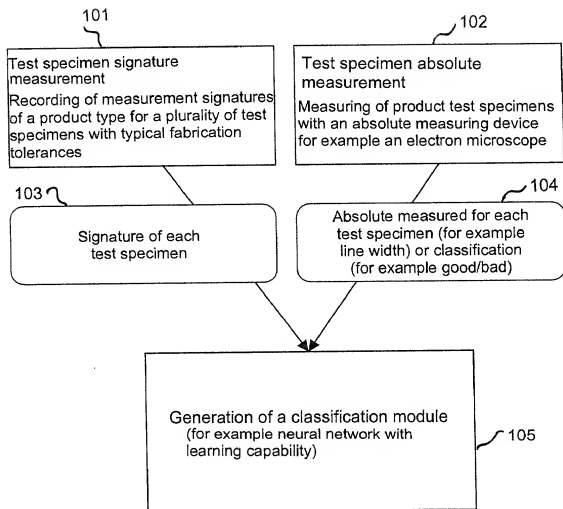 101
Test specimen signature
measurement
Recording of measurement signatures
of a product type for a plurality of test
specimens with typical fabrication
tolerances
102
Test specimen absolute
measurement
Measuring of product test specimens
with an absolute measuring device
for example an electron microscope
103
Signature of each
test specimen
104
Absolute measured for each
test specimen (for example
line width) or classification
(for example good/bad)
Generation of a classification module
(for example neural network with
learning capability)
105